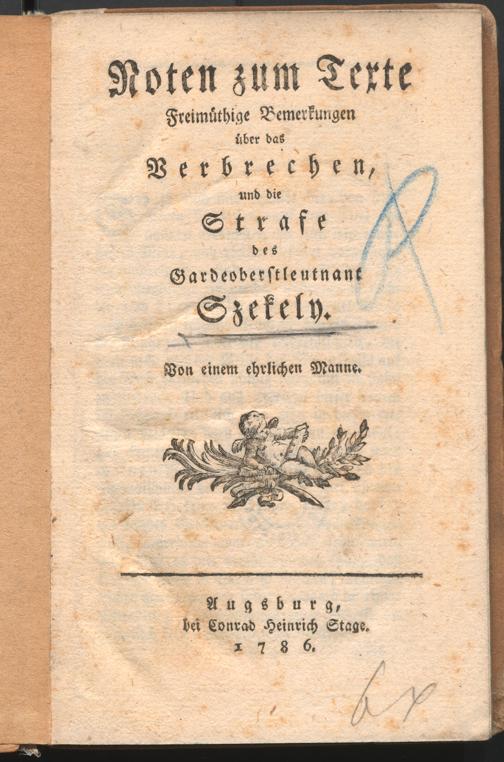 Noten zum Texte
Freimüthige Bemerkungen
über das
Verbrechen,
und die
Strafe
des
Gardeoberstleutnant
Szekely.
Von einem ehrlichen Manne.
Augsburg,
bei Conrad Heinrich Stage.
1786.